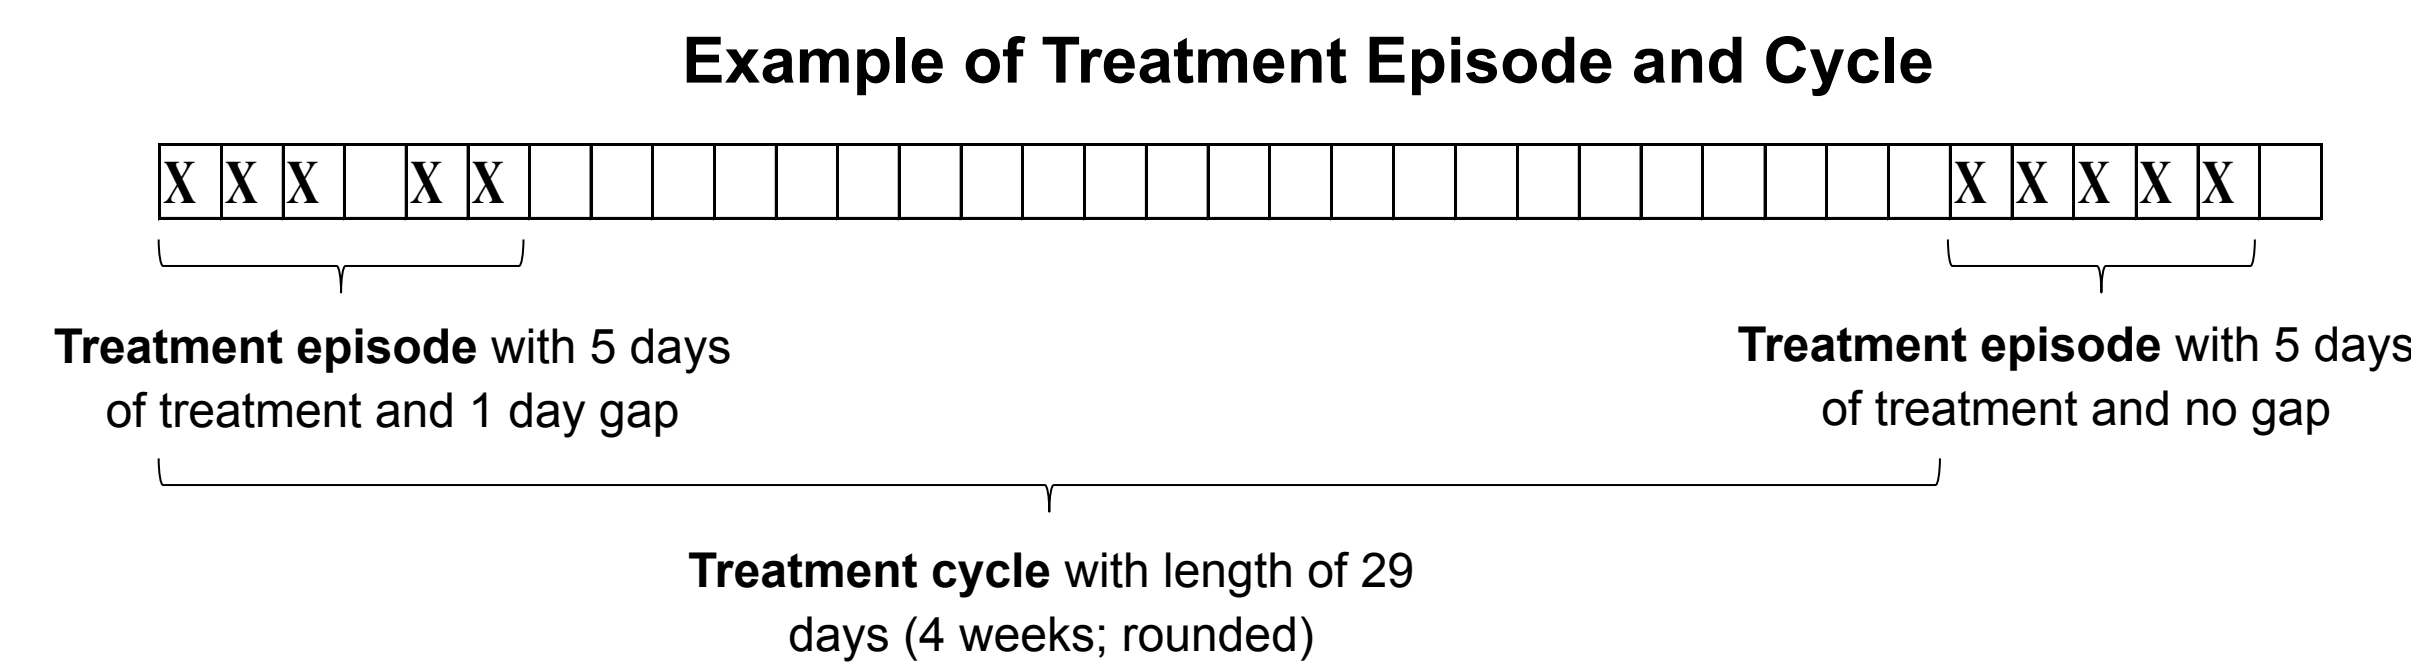 Example of Treatment Episode and Cycle
X X X X X X X X X X
Treatment episode with 5 days
of treatment and 1 day gap
Treatment episode with 5 days
of treatment and no gap
Treatment cycle with length of 29
days (4 weeks; rounded)